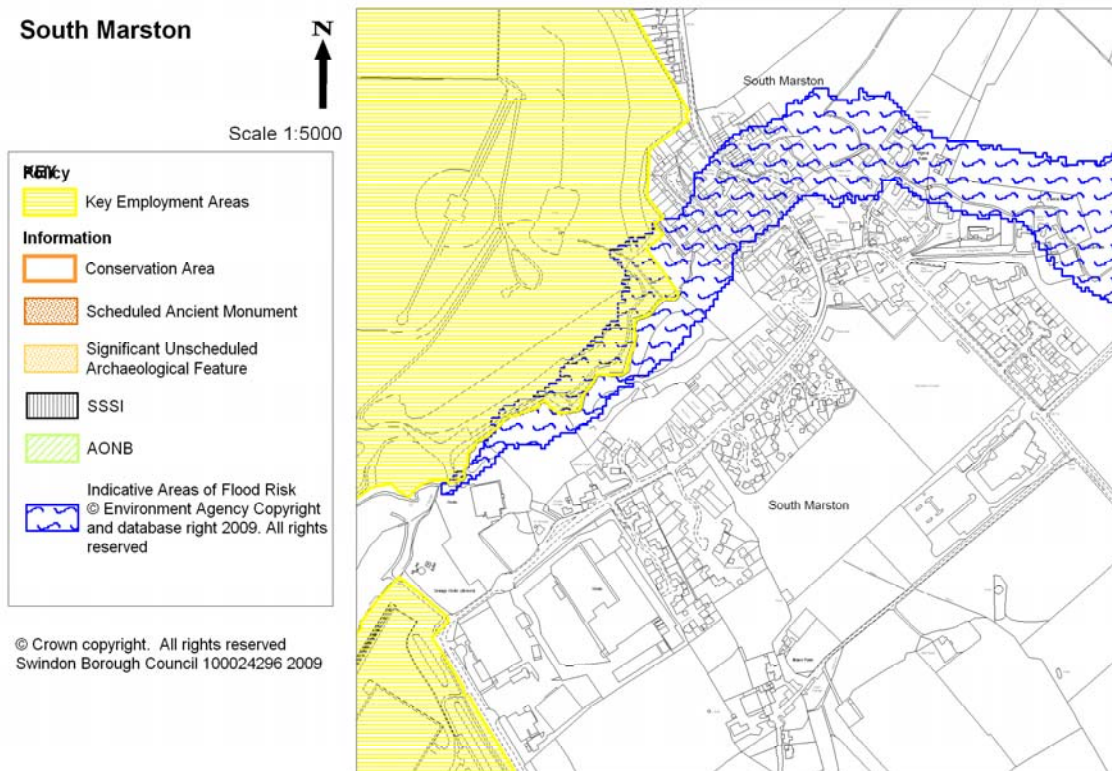 South Marston
N
Scale 1:5000
KEY
Policy
Key Employment Areas
Information
Conservation Area
Scheduled Ancient Monument
Significant Unscheduled
Archaeological Feature
SSSI
AONB
Indicative Areas of Flood Risk
© Environment Agency Copyright
and database right 2009. All rights
reserved
© Crown copyright. All rights reserved
Swindon Borough Council 100024296 2009
South Marston
South Marston